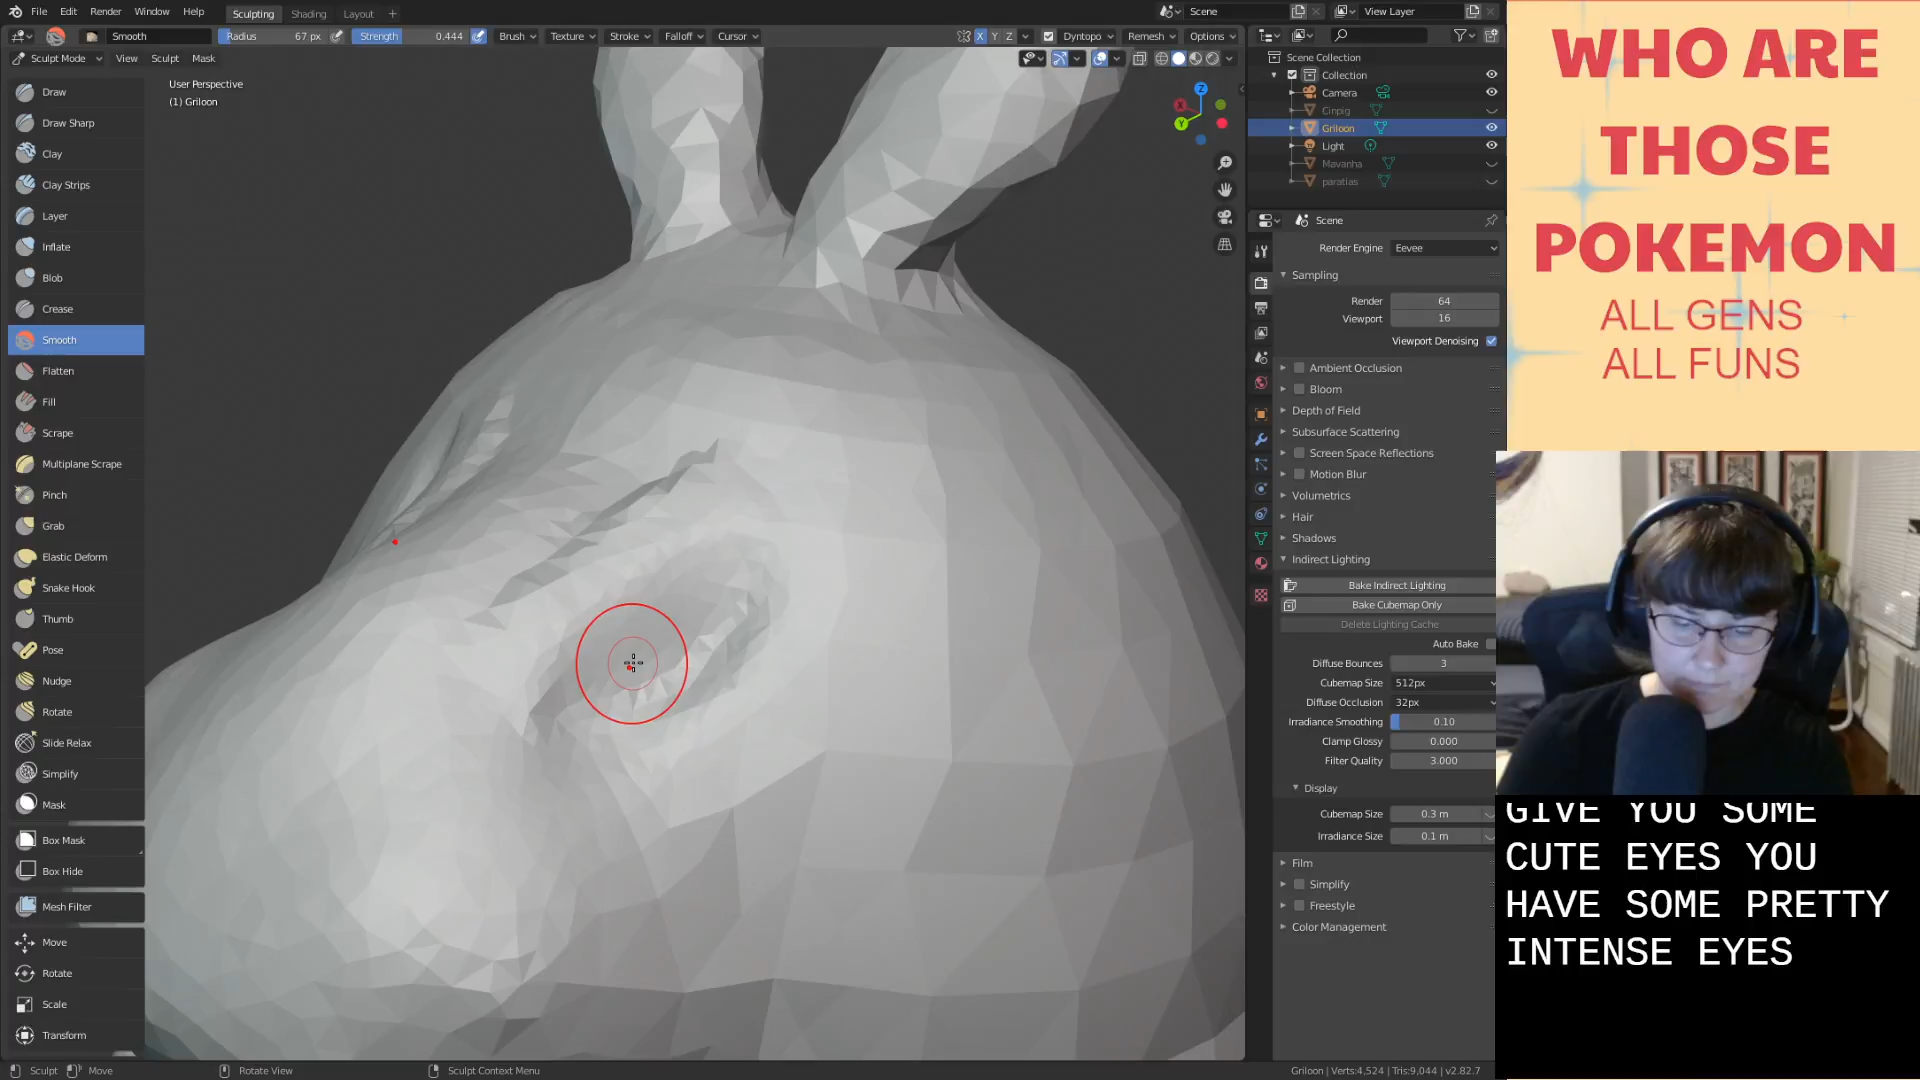 File Edit Render Window Help Sculpting Shading Layout + Scene View Layer
Smooth Radius 67 px Strength 0.444 Brush Texture Stroke Falloff Cursor X Y Z Dyntopo Remesh Options
Sculpt Mode View Sculpt Mask
User Perspective
(1) Griloon
Draw
Draw Sharp
Clay
Clay Strips
Layer
Inflate
Blob
Crease
Smooth
Flatten
Fill
Scrape
Multiplane Scrape
Pinch
Grab
Elastic Deform
Snake Hook
Thumb
Pose
Nudge
Rotate
Slide Relax
Simplify
Mask
Box Mask
Box Hide
Mesh Filter
Move
Rotate
Scale
Transform
Z
Y
Scene Collection
Collection
Camera
Cinpig
Griloon
Light
Mavanha
paratias
Scene
Render Engine Eevee
Sampling
Render 64
Viewport 16
Viewport Denoising
Ambient Occlusion
Bloom
Depth of Field
Subsurface Scattering
Screen Space Reflections
Motion Blur
Volumetrics
Hair
Shadows
Indirect Lighting
Bake Indirect Lighting
Bake Cubemap Only
Delete Lighting Cache
Auto Bake
Diffuse Bounces 3
Cubemap Size 512px
Diffuse Occlusion 32px
Irradiance Smoothing 0.10
Clamp Glossy 0.000
Filter Quality 3.000
Display
Cubemap Size 0.3 m
Irradiance Size 0.1 m
Film
Simplify
Freestyle
Color Management
Sculpt Move Rotate View Sculpt Context Menu Griloon | Verts:4,524 | Tris:9,044 | v2.82.7
WHO ARE
THOSE
POKEMON
ALL GENS
ALL FUNS
GIVE YOU SOME
CUTE EYES YOU
HAVE SOME PRETTY
INTENSE EYES